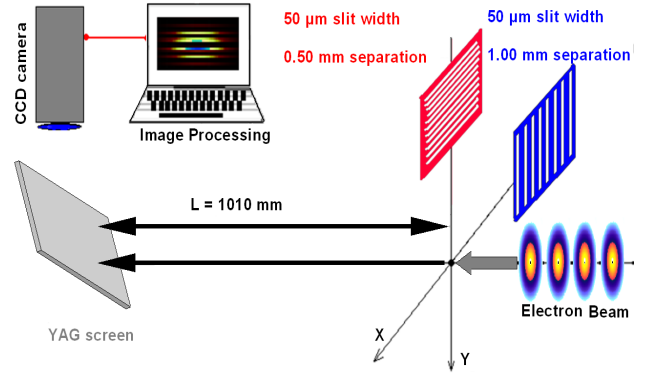 CCD camera
50 µm slit width
0.50 mm separation
50 µm slit width
1.00 mm separation
Image Processing
L = 1010 mm
Electron Beam
YAG screen
X
Y